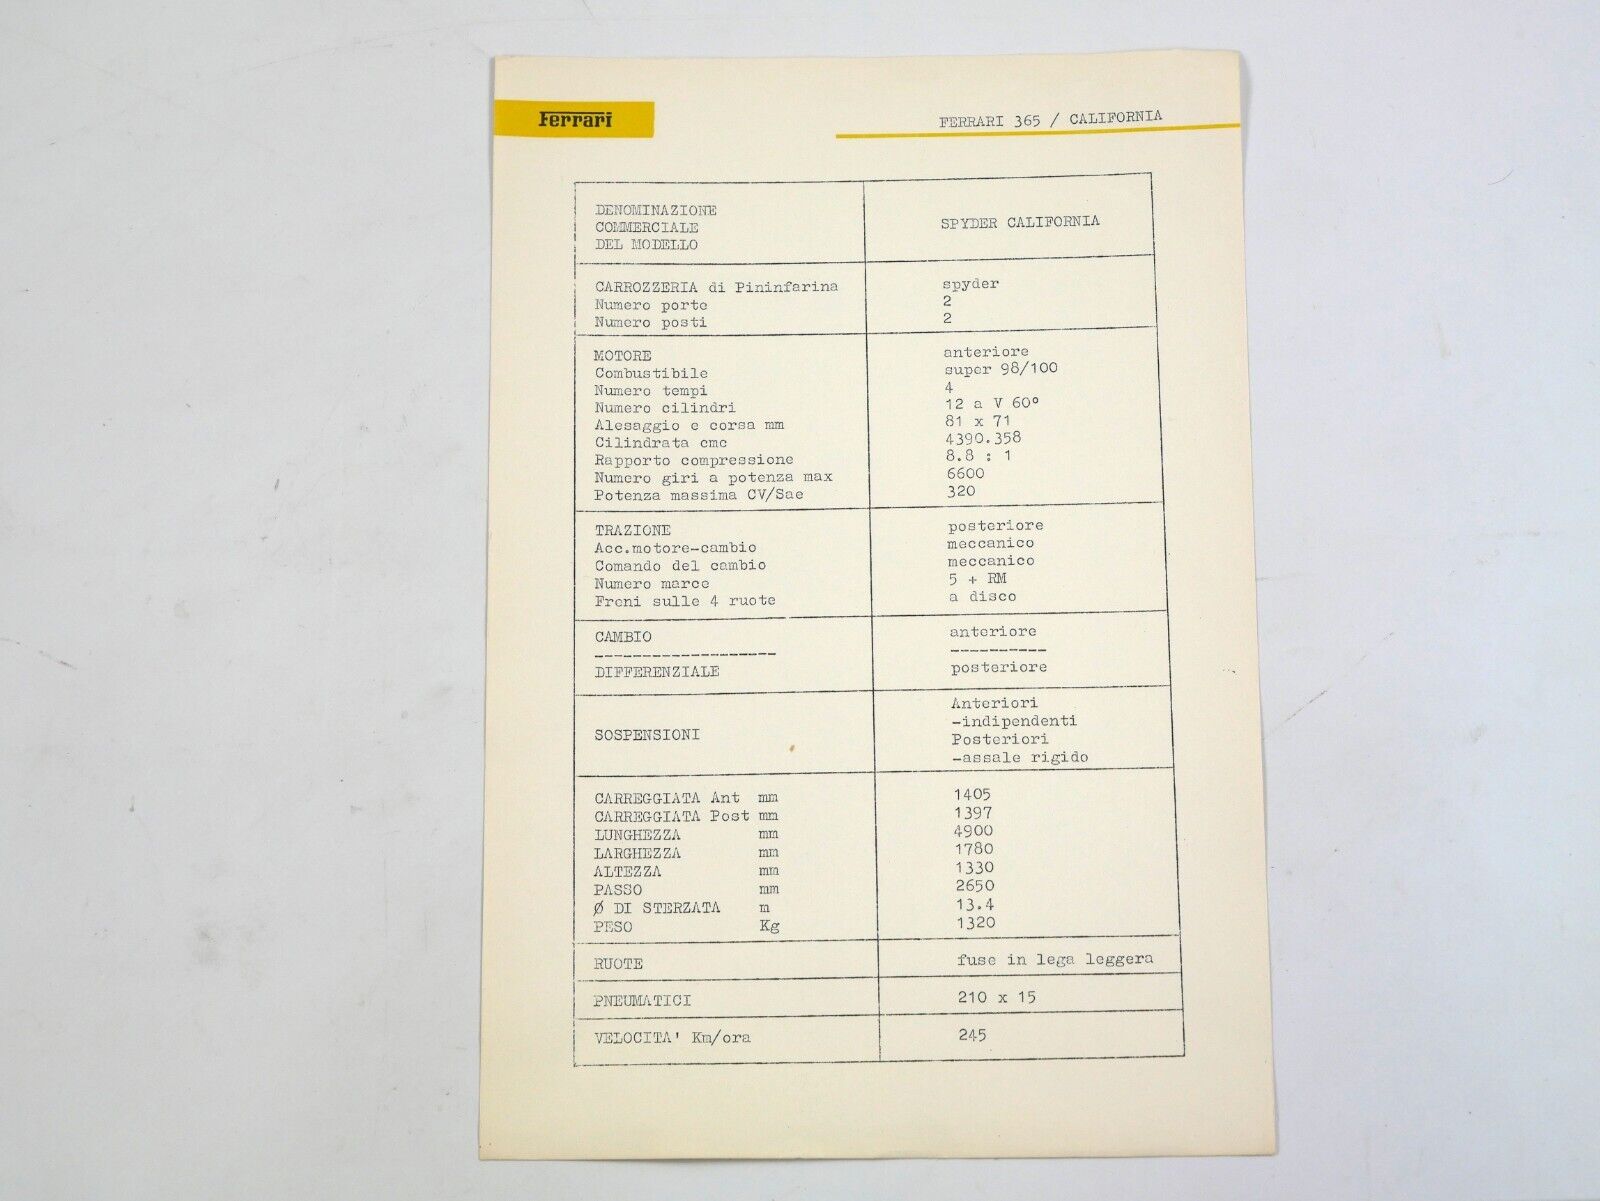 Ferrari
FERRARI 365 / CALIFORNIA
DENOMINAZIONE
COMMERCIALE
DEL MODELLO
SPYDER CALIFORNIA
CARROZZERIA di Pininfarina spyder
Numero porte 2
Numero posti 2
MOTORE anteriore
Combustibile super 98/100
Numero tempi 4
Numero cilindri 12 a V 60°
Alesaggio e corsa mm 81 x 71
Cilindrata cmc 4390.358
Rapporto compressione 8.8 : 1
Numero giri a potenza max 6600
Potenza massima CV/Sae 320
TRAZIONE posteriore
Acc.motore-cambio meccanico
Comando del cambio meccanico
Numero marce 5 + RM
Freni sulle 4 ruote a disco
CAMBIO anteriore
------------------- ----------
DIFFERENZIALE posteriore
SOSPENSIONI
Anteriori
-indipendenti
Posteriori
-assale rigido
CARREGGIATA Ant mm 1405
CARREGGIATA Post mm 1397
LUNGHEZZA mm 4900
LARGHEZZA mm 1780
ALTEZZA mm 1330
PASSO mm 2650
Ø DI STERZATA m 13.4
PESO Kg 1320
RUOTE fuse in lega leggera
PNEUMATICI 210 x 15
VELOCITA' Km/ora 245